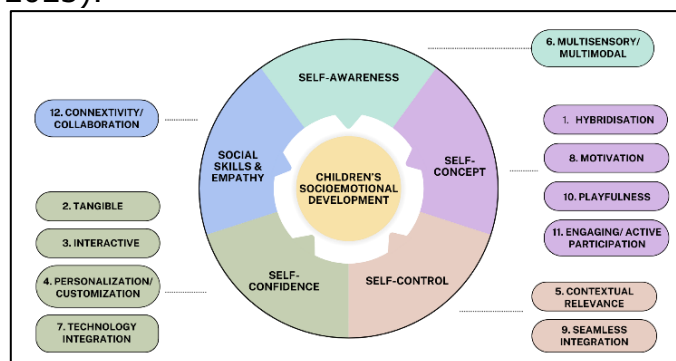 2023).
6. MULTISENSORY/
MULTIMODAL
SELF-AWARENESS
12. CONNEXTIVITY/
COLLABORATION
1. HYBRIDISATION
SOCIAL
SKILLS &
EMPATHY
SELF-
CONCEPT
8. MOTIVATION
CHILDREN'S
SOCIOEMOTIONAL
DEVELOPMENT
10. PLAYFULNESS
2. TANGIBLE
11. ENGAGING/ ACTIVE
PARTICIPATION
3. INTERACTIVE
SELF-
CONFIDENCE
SELF-CONTROL
4. PERSONALIZATION/
CUSTOMIZATION
5. CONTEXTUAL
RELEVANCE
7. TECHNOLOGY
INTEGRATION
9. SEAMLESS
INTEGRATION